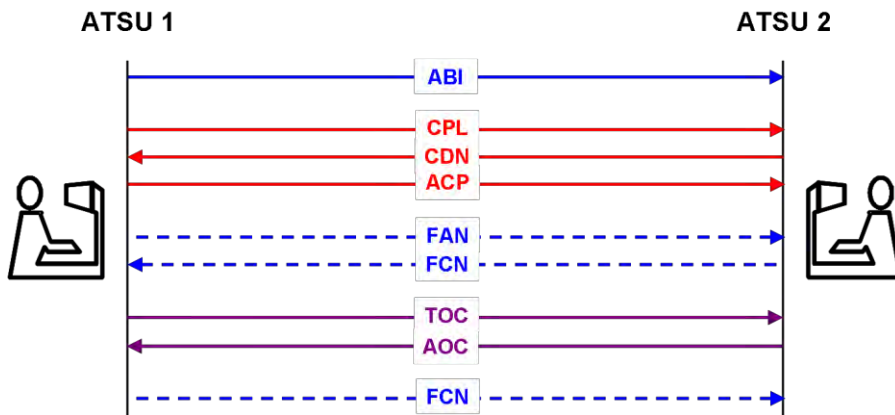 ATSU 1
ATSU 2
ABI
CPL
CDN
ACP
FAN
FCN
TOC
AOC
FCN